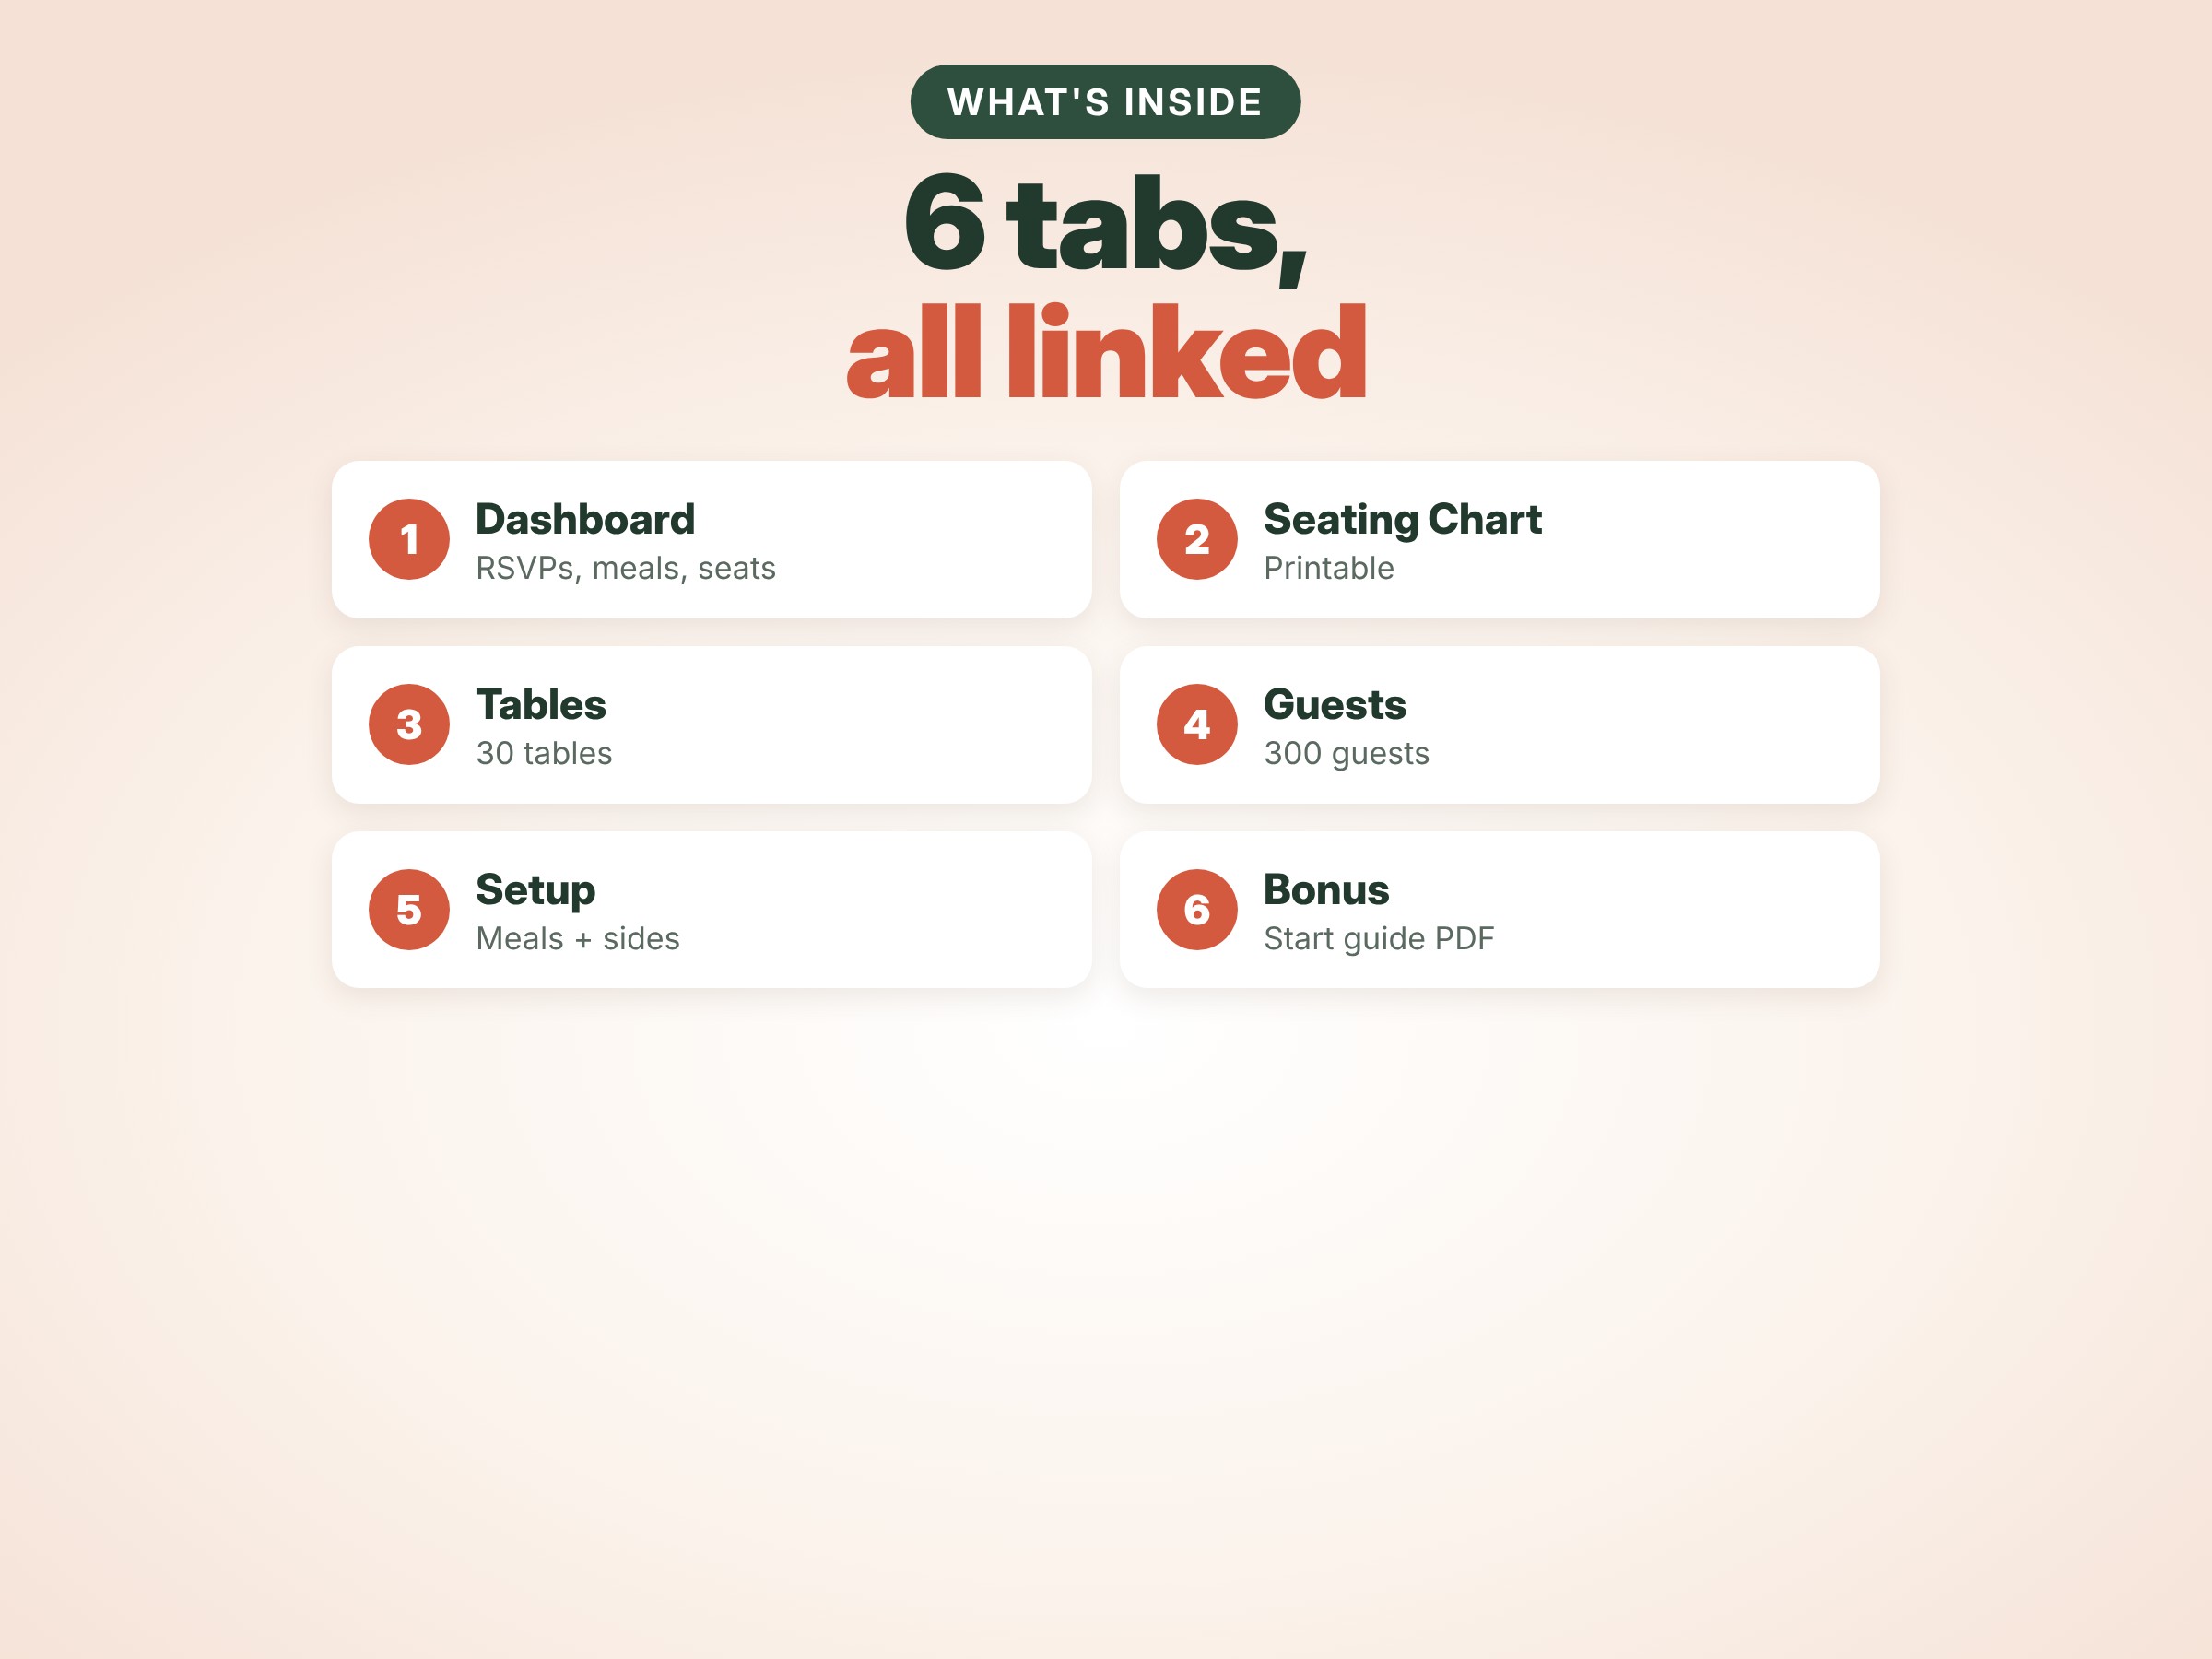 WHAT'S INSIDE
6 tabs,
all linked
1
Dashboard
RSVPs, meals, seats
2
Seating Chart
Printable
3
Tables
30 tables
4
Guests
300 guests
5
Setup
Meals + sides
6
Bonus
Start guide PDF